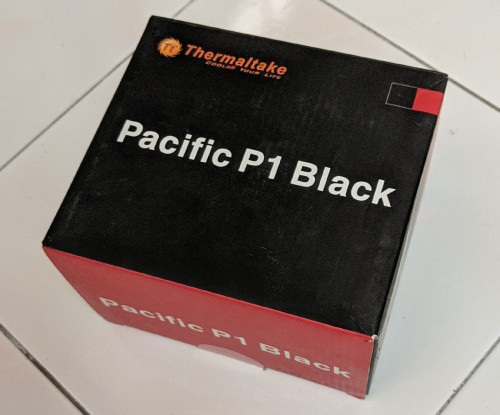 Thermaltake
COOLER YOUR LIFE
Pacific P1 Black
Pacific P1 Black